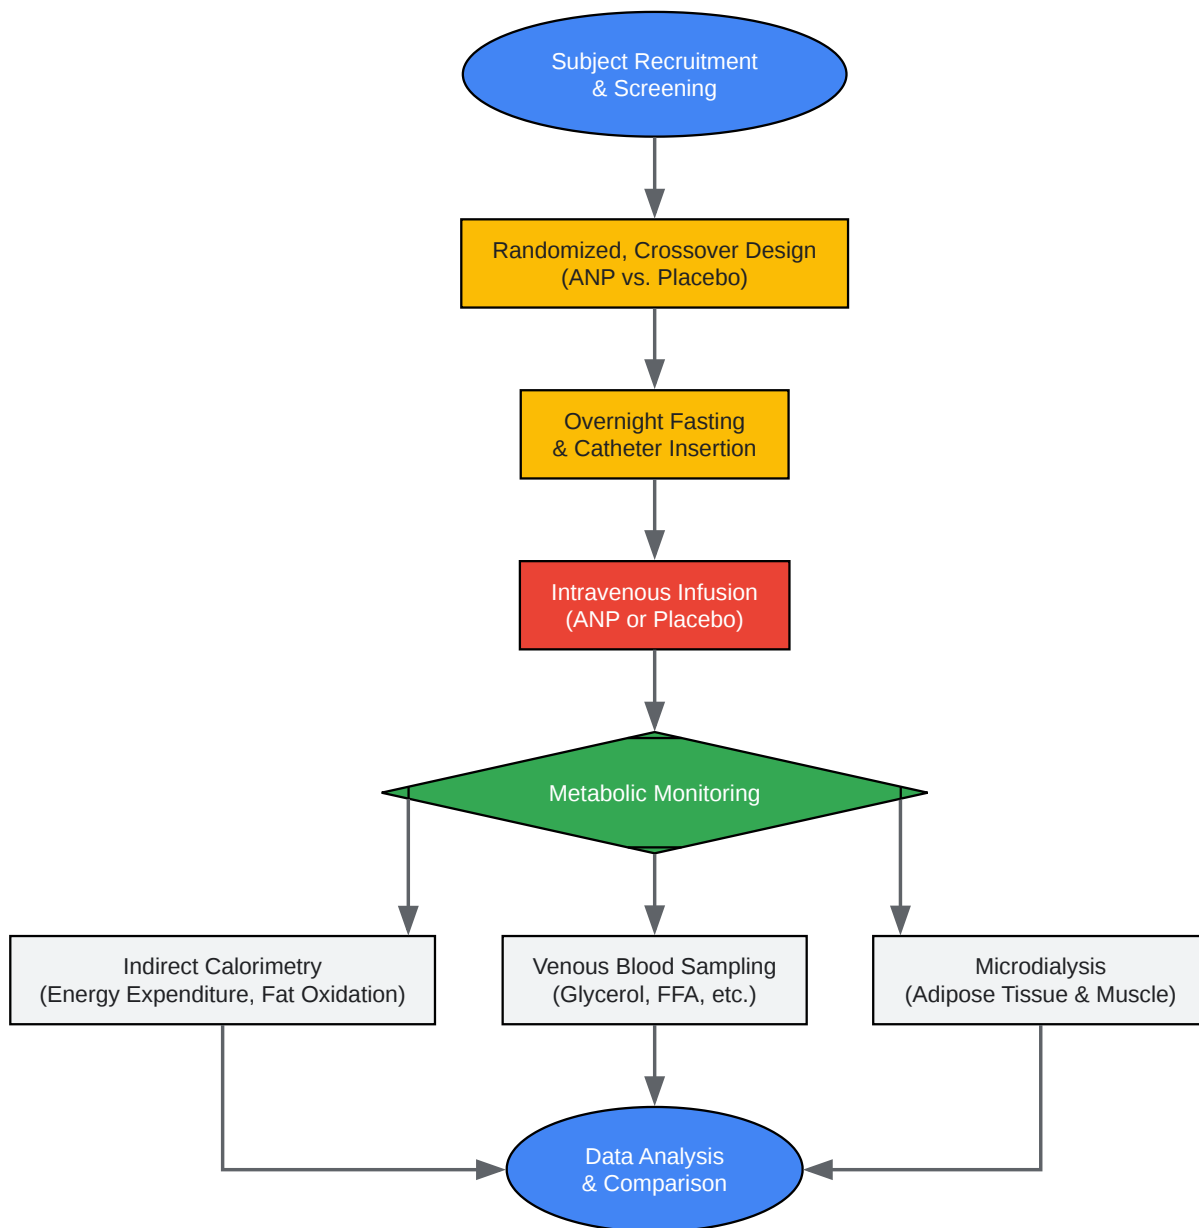 Subject Recruitment
& Screening
Randomized, Crossover Design
(ANP vs. Placebo)
Overnight Fasting
& Catheter Insertion
Intravenous Infusion
(ANP or Placebo)
Metabolic Monitoring
Indirect Calorimetry
(Energy Expenditure, Fat Oxidation)
Venous Blood Sampling
(Glycerol, FFA, etc.)
Microdialysis
(Adipose Tissue & Muscle)
Data Analysis
& Comparison